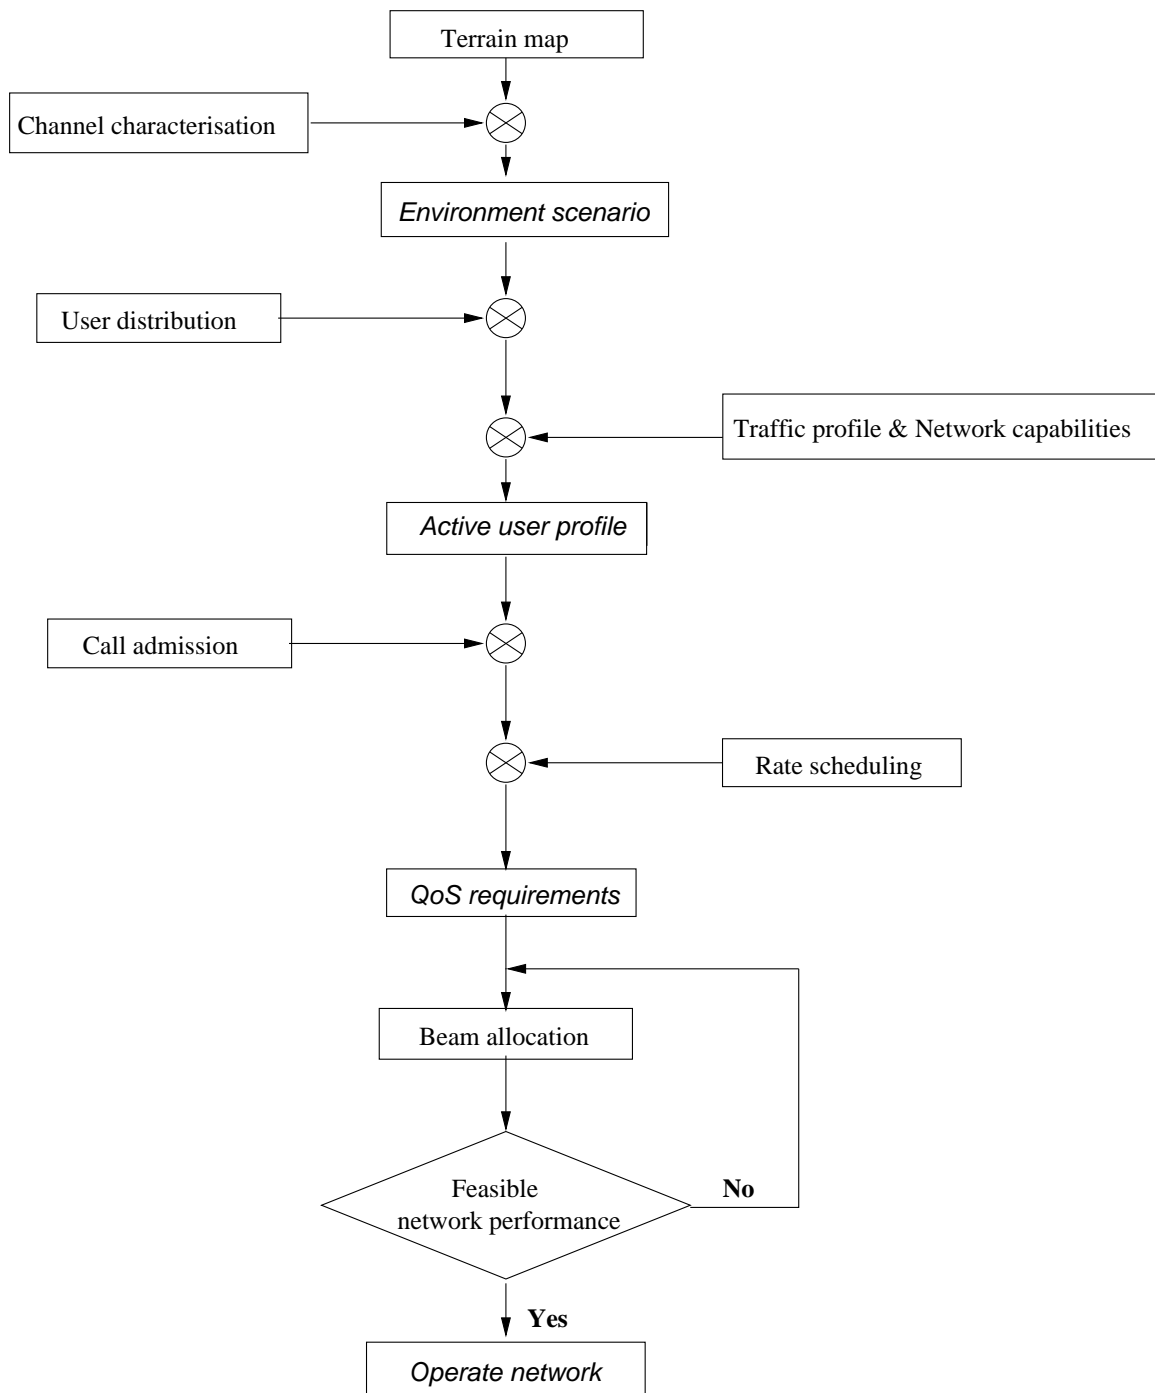 Terrain map
Channel characterisation
Environment scenario
User distribution
Traffic profile & Network capabilities
Active user profile
Call admission
Rate scheduling
QoS requirements
Beam allocation
Feasible
network performance
No
Yes
Operate network